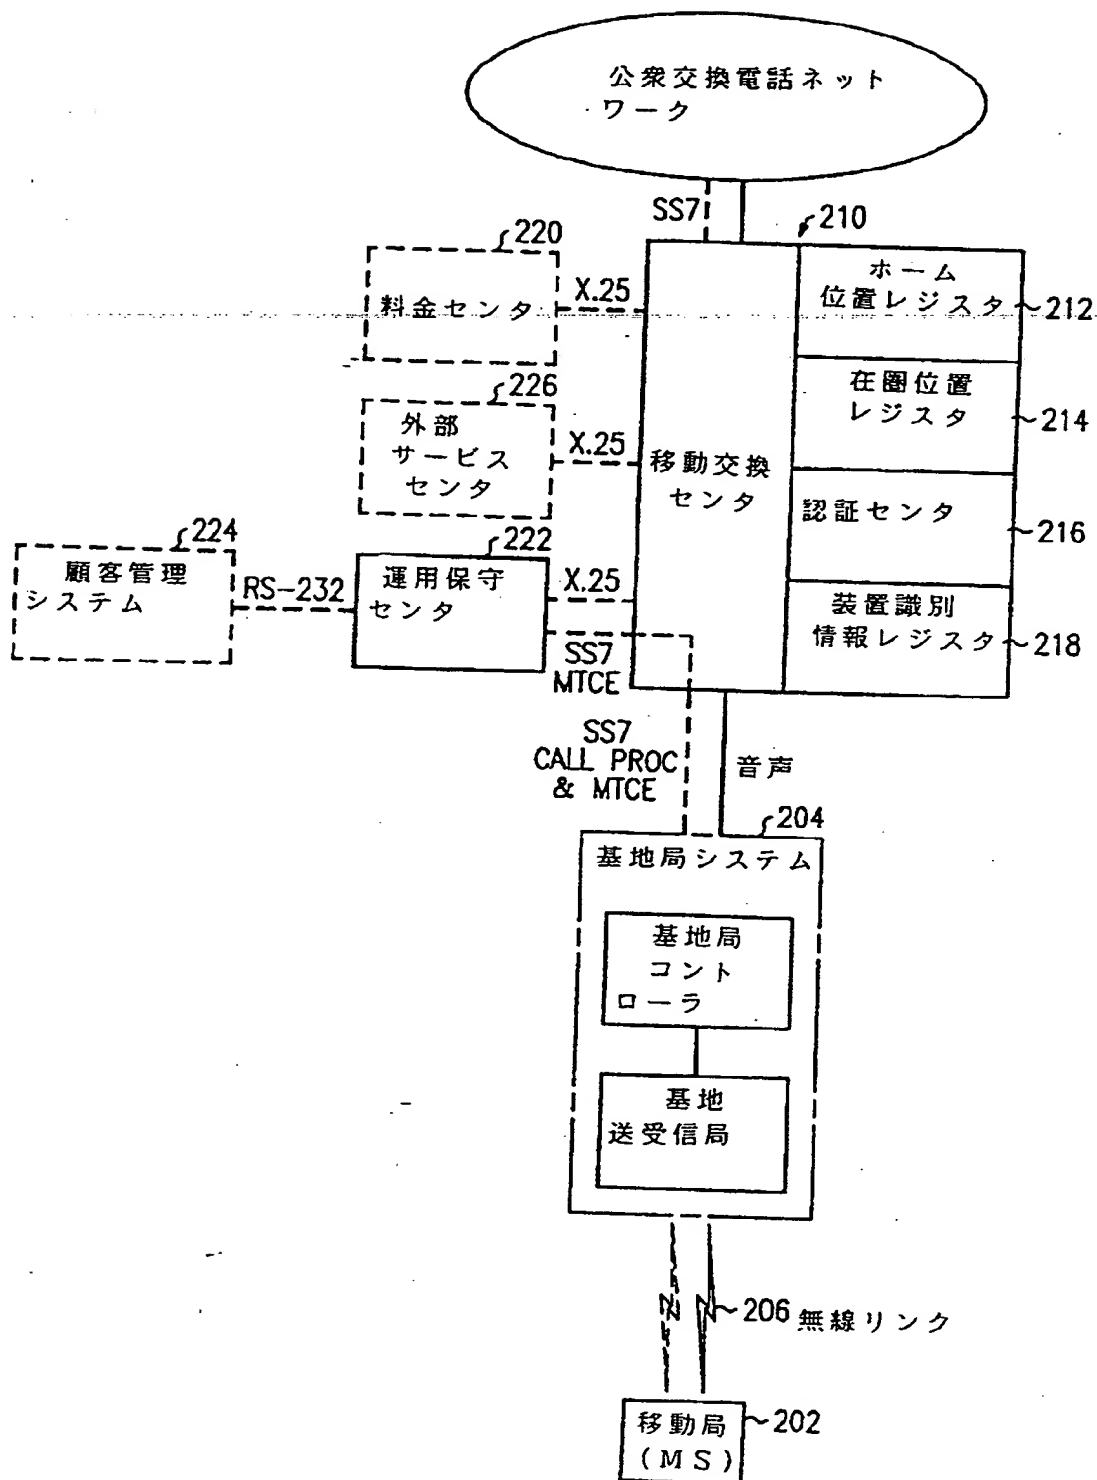 公衆交換電話ネット
ワーク
SS7
210
220
料金センタ
X.25
ホーム
位置レジスタ
212
226
外部
サービス
センタ
X.25
移動交換
センタ
在圏位置
レジスタ
214
認証センタ
216
224
顧客管理
システム
RS-232
222
運用保守
センタ
X.25
SS7
MTCE
装置識別
情報レジスタ
218
SS7
CALL PROC
& MTCE
音声
204
基地局システム
基地局
コント
ローラ
基地
送受信局
206 無線リンク
移動局
(MS)
202